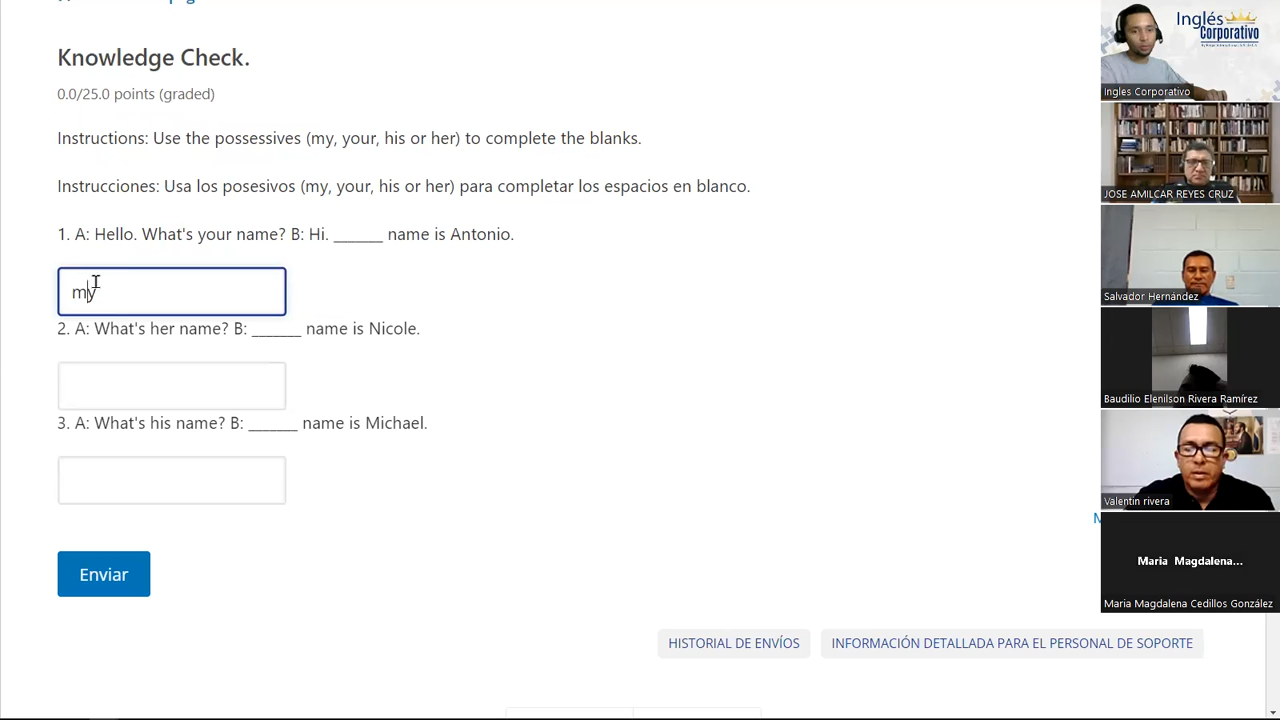 Knowledge Check.
0.0/25.0 points (graded)
Instructions: Use the possessives (my, your, his or her) to complete the blanks.
Instrucciones: Usa los posesivos (my, your, his or her) para completar los espacios en blanco.
1. A: Hello. What's your name? B: Hi. ______ name is Antonio.
my
2. A: What's her name? B: ______ name is Nicole.
3. A: What's his name? B: ______ name is Michael.
Enviar
HISTORIAL DE ENVÍOS
INFORMACIÓN DETALLADA PARA EL PERSONAL DE SOPORTE
Inglés
Corporativo
Ingles Corporativo
JOSE AMILCAR REYES CRUZ
Salvador Hernández
Baudilio Elenilson Rivera Ramírez
Valentin rivera
Maria Magdalena...
Maria Magdalena Cedillos González